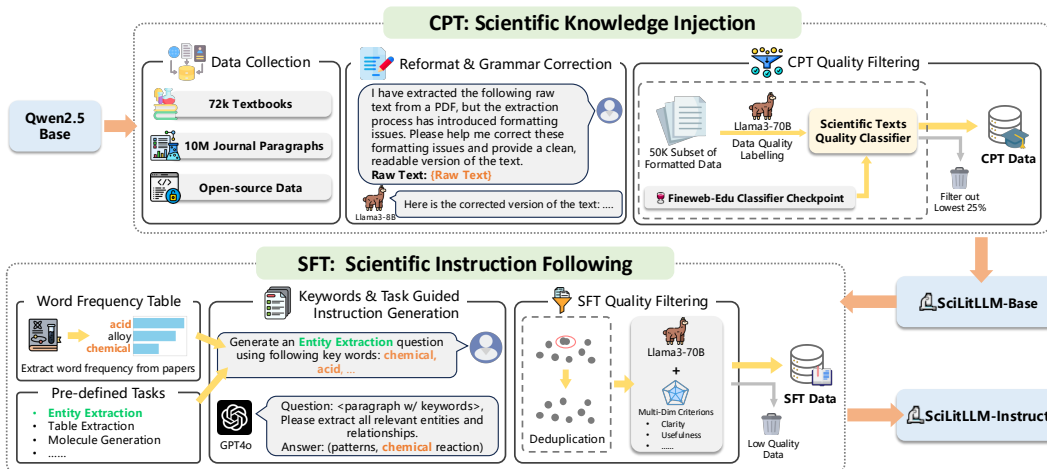 CPT: Scientific Knowledge Injection
Qwen2.5
Base
Data Collection
72k Textbooks
10M Journal Paragraphs
Open-source Data
Reformat & Grammar Correction
I have extracted the following raw
text from a PDF, but the extraction
process has introduced formatting
issues. Please help me correct these
formatting issues and provide a clean,
readable version of the text.
Raw Text: {Raw Text}
Llama3-8B
Here is the corrected version of the text: ....
CPT Quality Filtering
50K Subset of
Formatted Data
Llama3-70B
Data Quality
Labelling
Scientific Texts
Quality Classifier
Fineweb-Edu Classifier Checkpoint
CPT Data
Filter out
Lowest 25%
SFT: Scientific Instruction Following
Word Frequency Table
acid
alloy
chemical
Extract word frequency from papers
Pre-defined Tasks
• Entity Extraction
• Table Extraction
• Molecule Generation
• ......
Keywords & Task Guided
Instruction Generation
Generate an Entity Extraction question
using following key words: chemical,
acid, ...
GPT4o
Question: <paragraph w/ keywords>,
Please extract all relevant entities and
relationships.
Answer: (patterns, chemical reaction)
SFT Quality Filtering
Deduplication
Llama3-70B
+
Multi-Dim Criterions
• Clarity
• Usefulness
• ......
SFT Data
Low Quality
Data
SciLitLLM-Base
SciLitLLM-Instruct